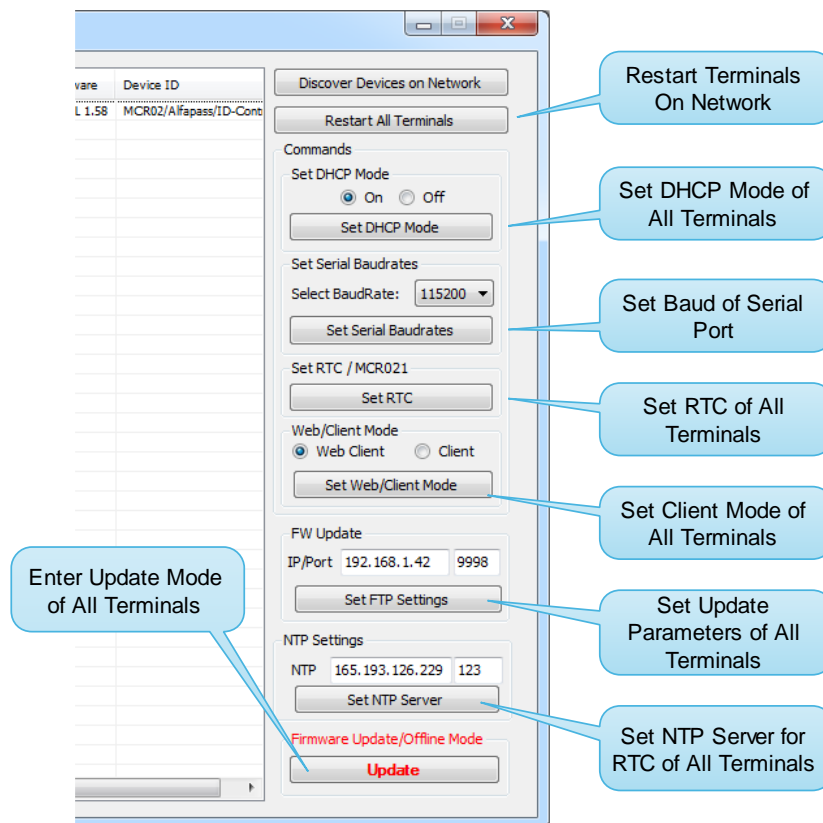 vare Device ID
L 1.58 MCR02/Alfapass/ID-Cont
Discover Devices on Network
Restart All Terminals
Commands
Set DHCP Mode
On Off
Set DHCP Mode
Set Serial Baudrates
Select BaudRate: 115200
Set Serial Baudrates
Set RTC / MCR021
Set RTC
Web/Client Mode
Web Client Client
Set Web/Client Mode
FW Update
IP/Port 192.168.1.42 9998
Set FTP Settings
NTP Settings
NTP 165.193.126.229 123
Set NTP Server
Firmware Update/Offline Mode
Update
Restart Terminals
On Network
Set DHCP Mode of
All Terminals
Set Baud of Serial
Port
Set RTC of All
Terminals
Set Client Mode of
All Terminals
Enter Update Mode
of All Terminals
Set Update
Parameters of All
Terminals
Set NTP Server for
RTC of All Terminals